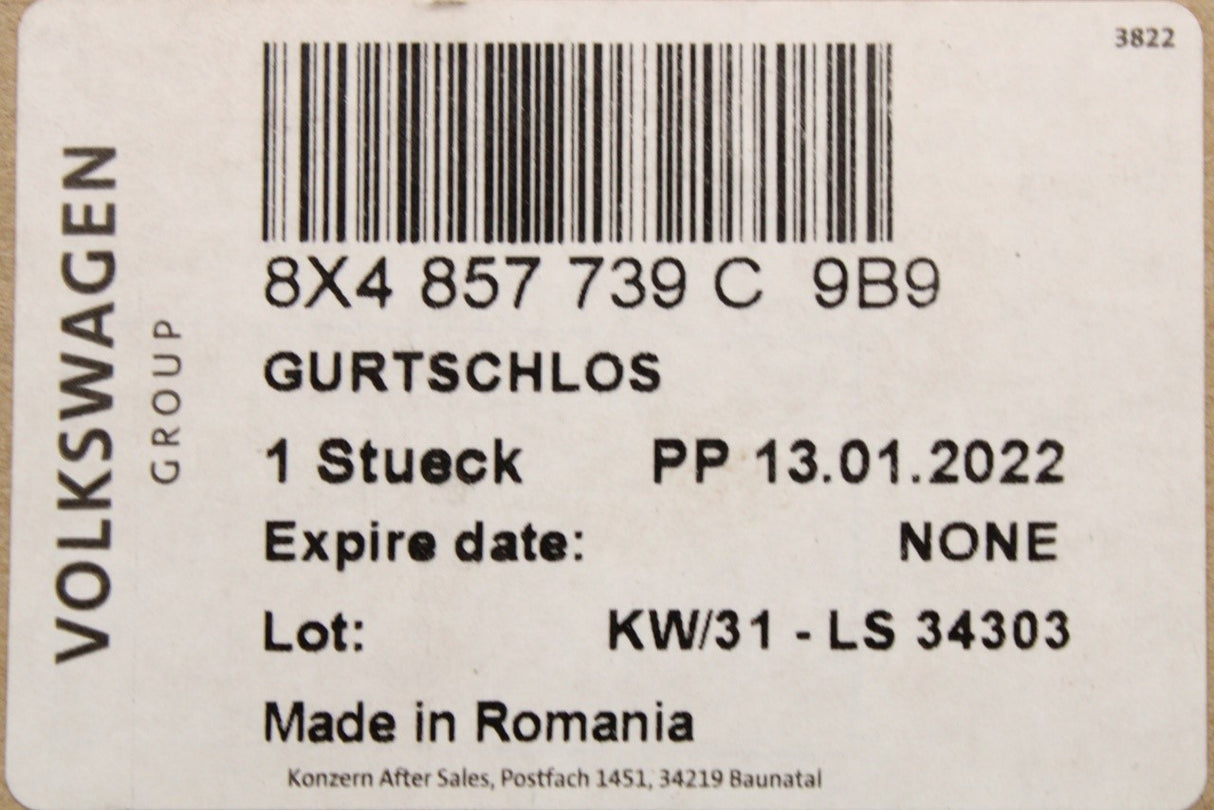 3822
VOLKSWAGEN
GROUP
8X4 857 739 C 9B9
GURTSCHLOS
1 Stueck PP 13.01.2022
Expire date: NONE
Lot: KW/31 - LS 34303
Made in Romania
Konzern After Sales, Postfach 1451, 34219 Baunatal